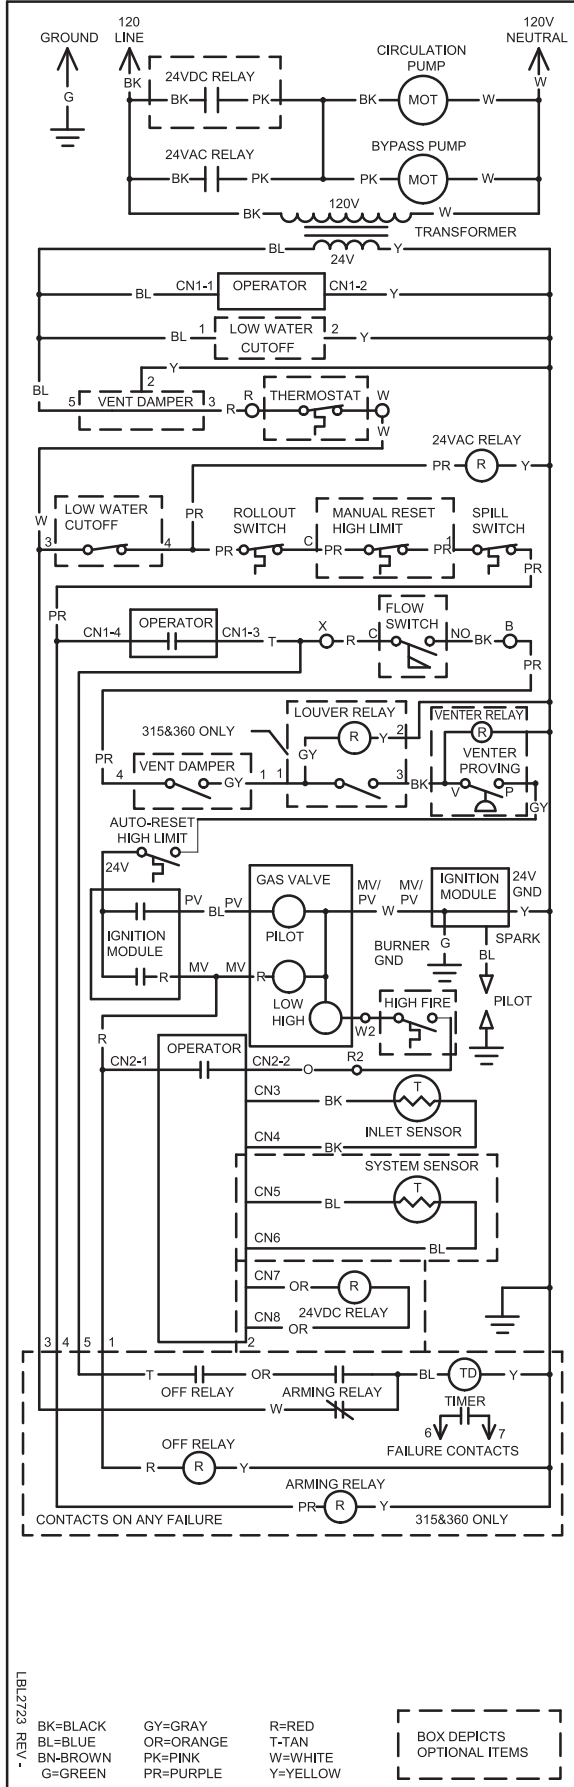 120 120V
GROUND LINE NEUTRAL
CIRCULATION
PUMP
24VDC RELAY
BK W
G BK PK BK MOT W
BYPASS PUMP
24VAC RELAY
BK PK PK MOT W
120V
BK W
TRANSFORMER
BL Y
24V
CN1-1 OPERATOR CN1-2
BL Y
1 LOW WATER 2
BL CUTOFF Y
Y
2
BL
R THERMOSTAT W
5 VENT DAMPER 3 R
W
24VAC RELAY
PR R Y
LOW WATER
CUTOFF
PR
ROLLOUT
SWITCH
MANUAL RESET
HIGH LIMIT
SPILL
SWITCH
W
3 4 PR C PR PR 1
PR
PR
OPERATOR
CN1-4 CN1-3 T
X R C
FLOW
SWITCH
NO BK B
PR
LOUVER RELAY
VENTER RELAY
315&360 ONLY
R Y 2
R
GY
VENTER
PROVING
PR
VENT DAMPER
4 GY 1 1 3 BK V P
GY
AUTO-RESET
HIGH LIMIT
24V
GAS VALVE
IGNITION
MODULE
24V
GND
PV BL PV
MV/
PV
W
MV/
PV
Y
PILOT
IGNITION
MODULE
BURNER
GND
G
SPARK
BL
R MV MV R
LOW
HIGH
PILOT
HIGH FIRE
W2
R
OPERATOR
CN2-1 CN2-2 O R2
CN3
BK T
INLET SENSOR
CN4
BK
SYSTEM SENSOR
CN5 T
BL
CN6
BL
CN7
OR R
24VDC RELAY
CN8
OR
3 4 5 1 2
T OR BL TD Y
OFF RELAY ARMING RELAY TIMER
W
6 7
FAILURE CONTACTS
OFF RELAY
R R Y
ARMING RELAY
PR R Y
CONTACTS ON ANY FAILURE 315&360 ONLY
LBL2723 REV -
BK=BLACK GY=GRAY R=RED
BL=BLUE OR=ORANGE T-TAN
BN-BROWN PK=PINK W=WHITE
G=GREEN PR=PURPLE Y=YELLOW
BOX DEPICTS
OPTIONAL ITEMS